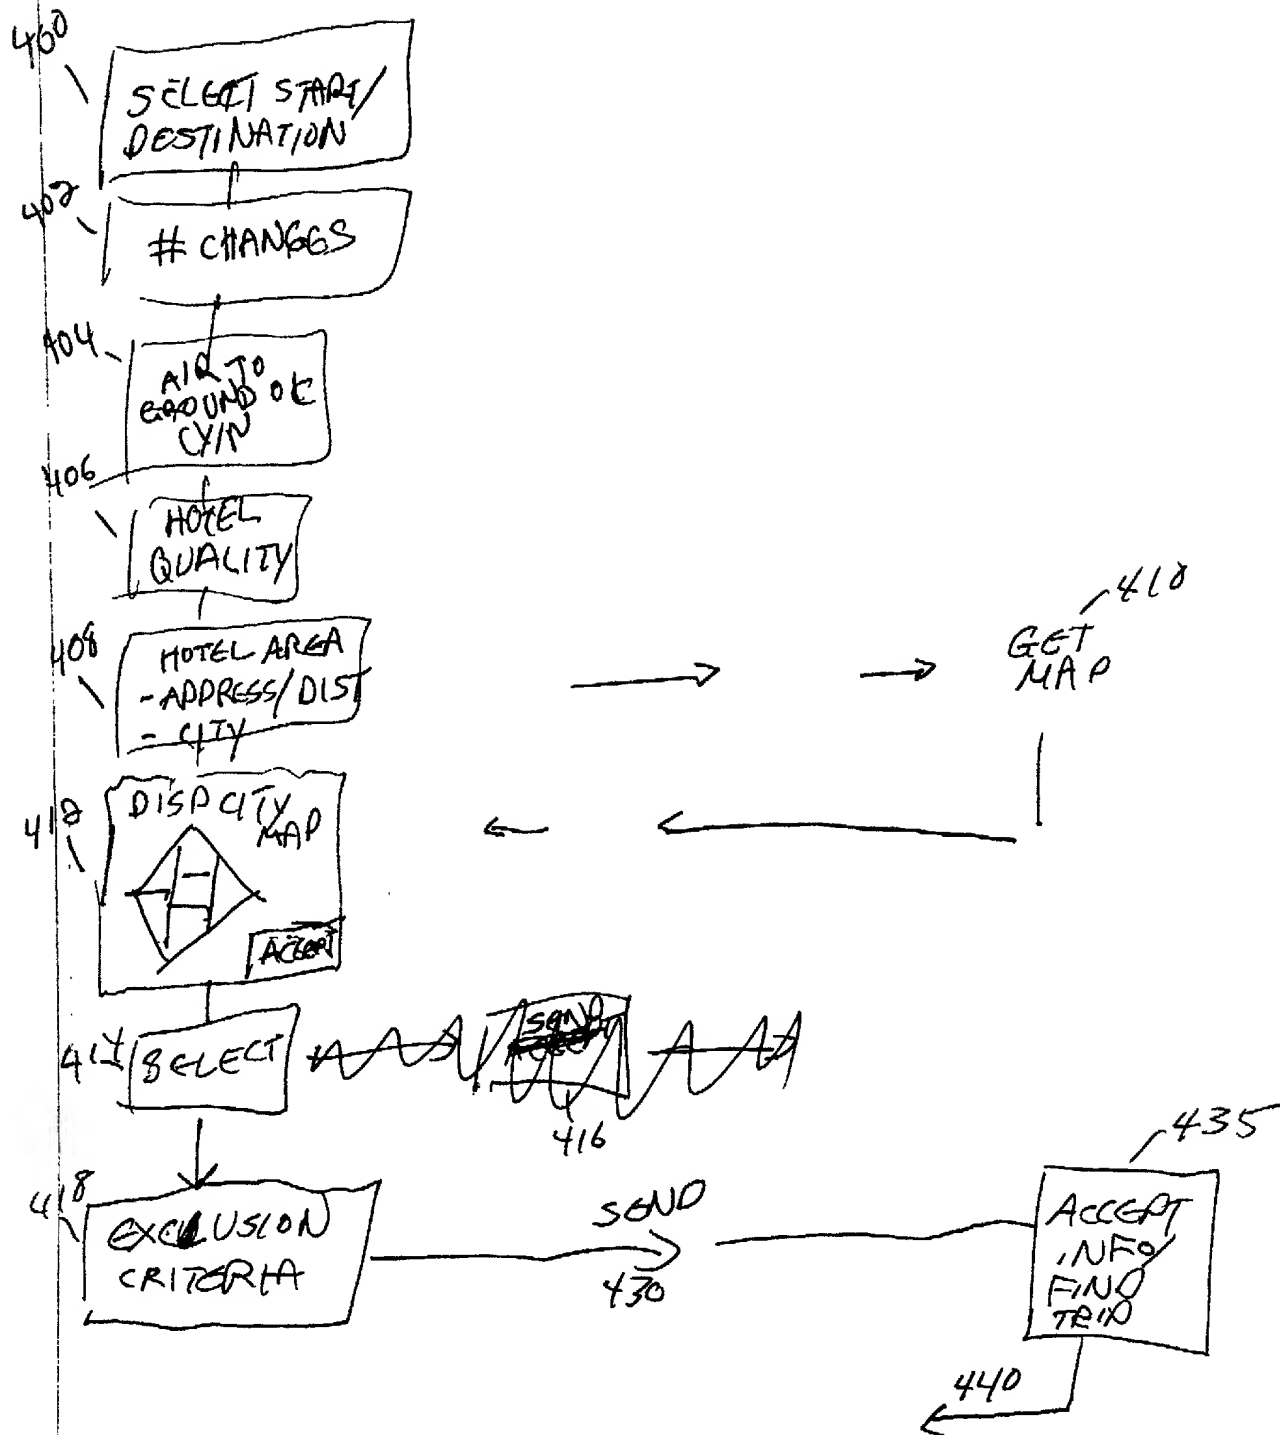 400
SELECT START/
DESTINATION
402
# CHANGES
404
AIR TO
GROUND OK
(Y/N
406
HOTEL
QUALITY
408
HOTEL AREA
- ADDRESS/DIST
- CITY
410
GET
MAP
412
DISP CITY
MAP
ACCEPT
414
SELECT
SEND
416
418
EXCLUSION
CRITERIA
SEND
430
435
ACCEPT
INFO/
FIND
TRIP
440